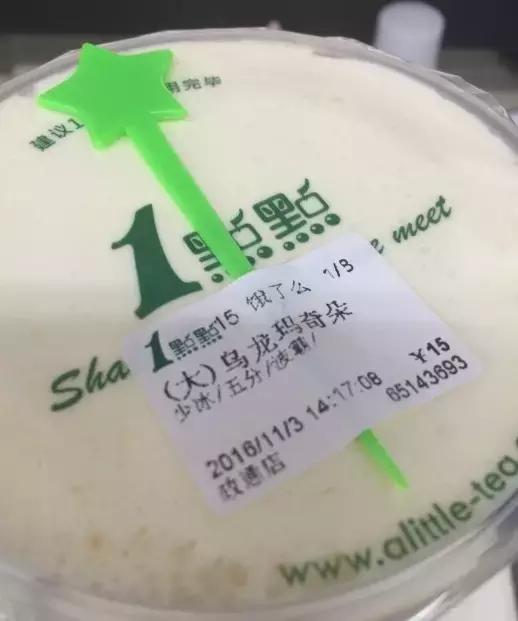 建议1 用完毕
1點點
Sha e meet
1點點15 饿了么 1/3
(大)乌龙玛奇朵
少冰/五分/波霸/
¥15
2016/11/3 14:17:08 65143693
政通店
www.alittle-tea.